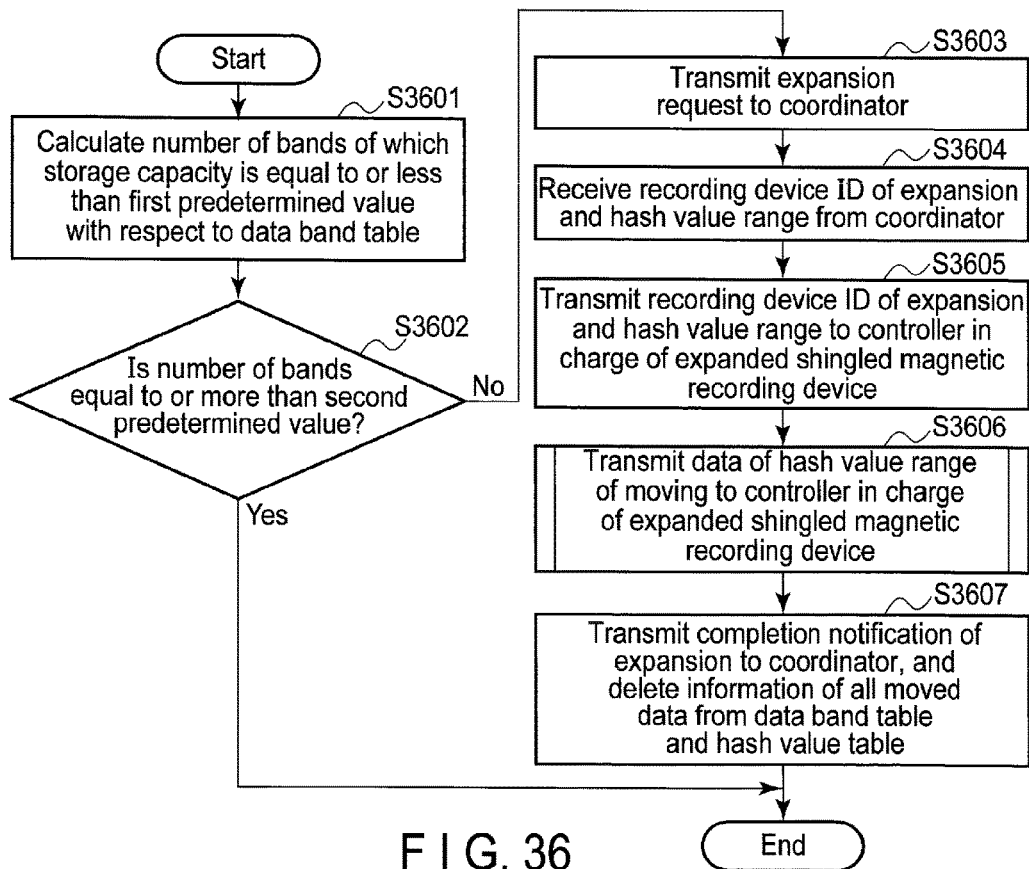 Start
S3601
Calculate number of bands of which
storage capacity is equal to or less
than first predetermined value
with respect to data band table
S3602
Is number of bands
equal to or more than second
predetermined value?
No
Yes
S3603
Transmit expansion
request to coordinator
S3604
Receive recording device ID of expansion
and hash value range from coordinator
S3605
Transmit recording device ID of expansion
and hash value range to controller in
charge of expanded shingled magnetic
recording device
S3606
Transmit data of hash value range
of moving to controller in charge
of expanded shingled magnetic
recording device
S3607
Transmit completion notification of
expansion to coordinator, and
delete information of all moved
data from data band table
and hash value table
End
F I G. 36